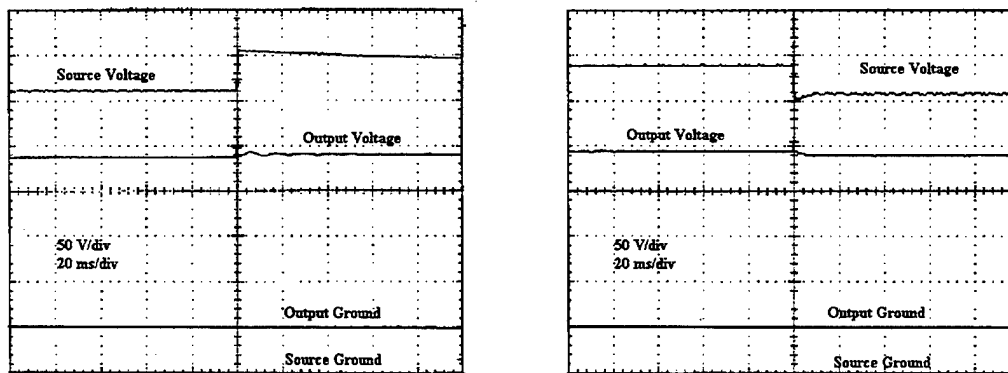 Source Voltage
Output Voltage
50 V/div
20 ms/div
Output Ground
Source Ground
Source Voltage
Output Voltage
50 V/div
20 ms/div
Output Ground
Source Ground